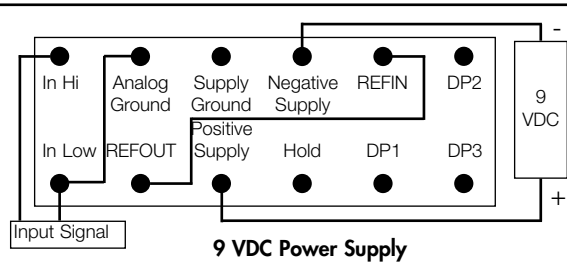 -
In Hi
Analog
Ground
Supply
Ground
Negative
Supply
REFIN
DP2
9
VDC
In Low
REFOUT
Positive
Supply
Hold
DP1
DP3
+
Input Signal
9 VDC Power Supply